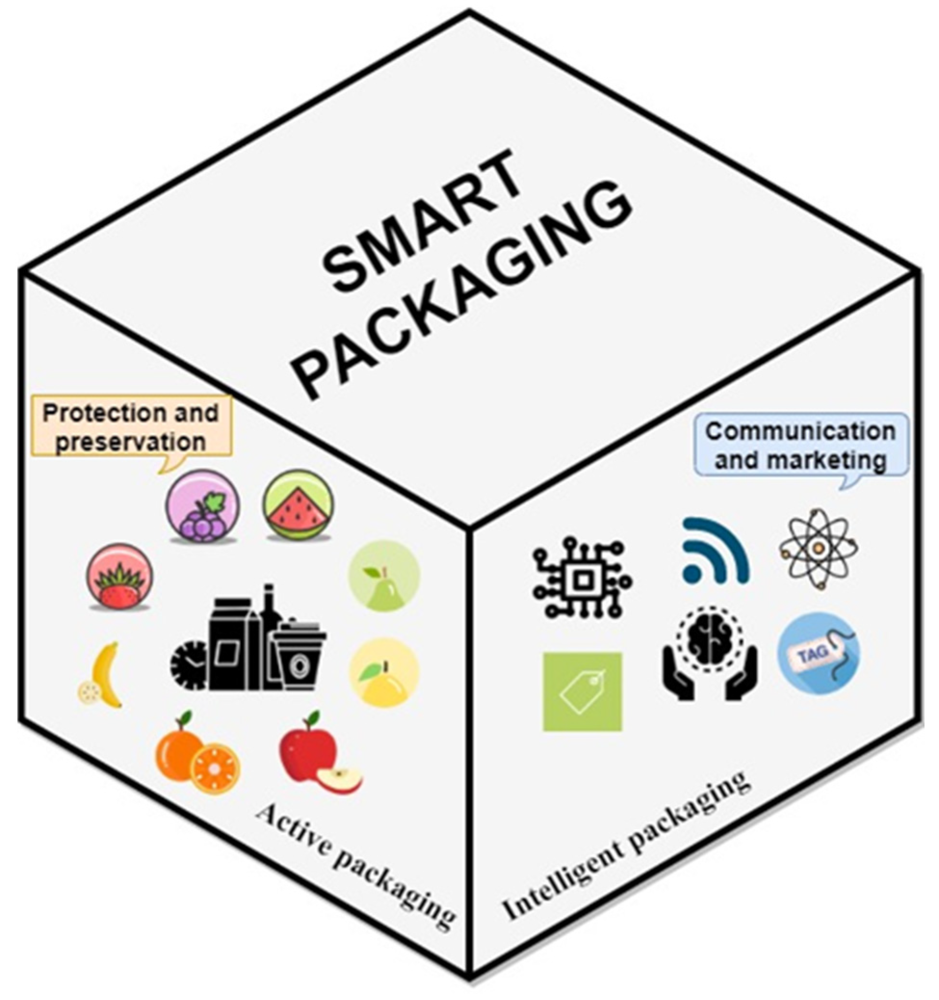 SMART
PACKAGING
Protection and
preservation
Communication
and marketing
TAG
Active packaging
Intelligent packaging